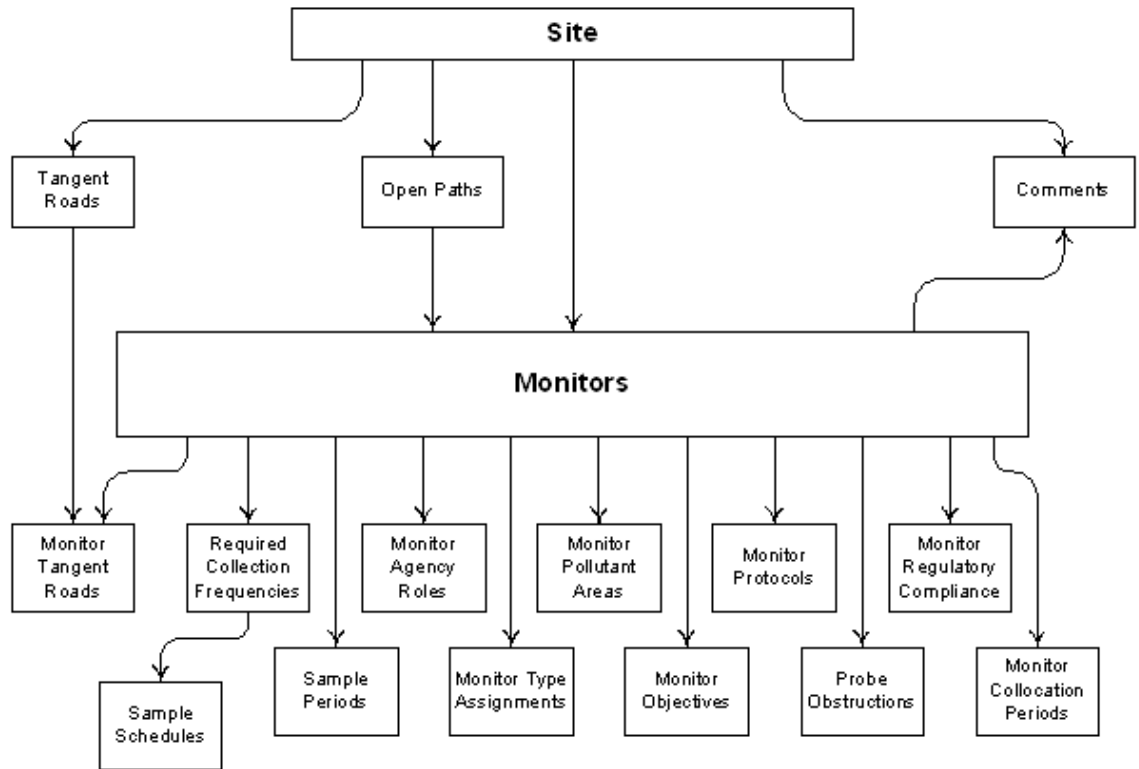 Site
Tangent
Roads
Open Paths
Comments
Monitors
Monitor
Tangent
Roads
Required
Collection
Frequencies
Monitor
Agency
Roles
Monitor
Pollutant
Areas
Monitor
Protocols
Monitor
Regulatory
Compliance
Sample
Schedules
Sample
Periods
Monitor Type
Assignments
Monitor
Objectives
Probe
Obstructions
Monitor
Collocation
Periods